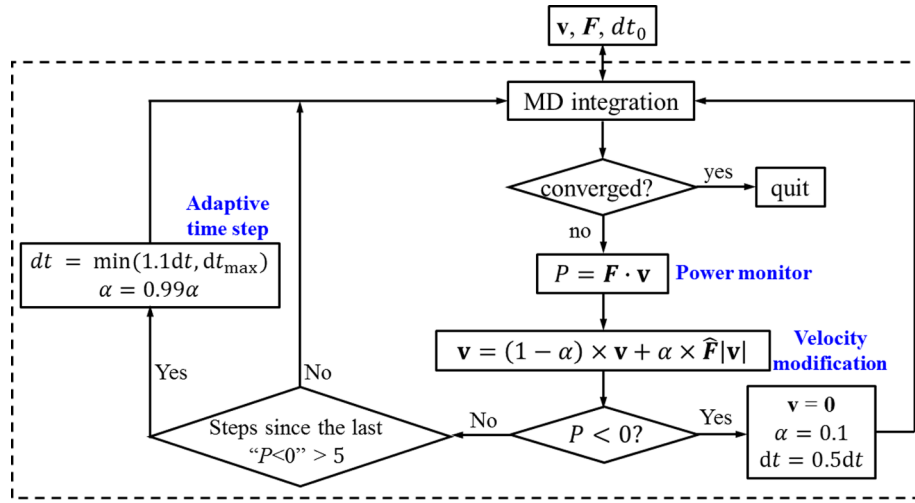 𝐯, 𝑭, 𝑑𝑡₀
MD integration
converged?
yes
quit
no
𝑃 = 𝑭 · 𝐯
Power monitor
𝐯 = (1 − 𝛼) × 𝐯 + 𝛼 × 𝑭̂|𝐯|
Velocity
modification
𝑃 < 0?
Yes
𝐯 = 𝟎
𝛼 = 0.1
dt = 0.5dt
No
Steps since the last
“P<0” > 5
No
Yes
Adaptive
time step
𝑑𝑡 = min(1.1dt, d𝑡ₘₐₓ)
𝛼 = 0.99𝛼